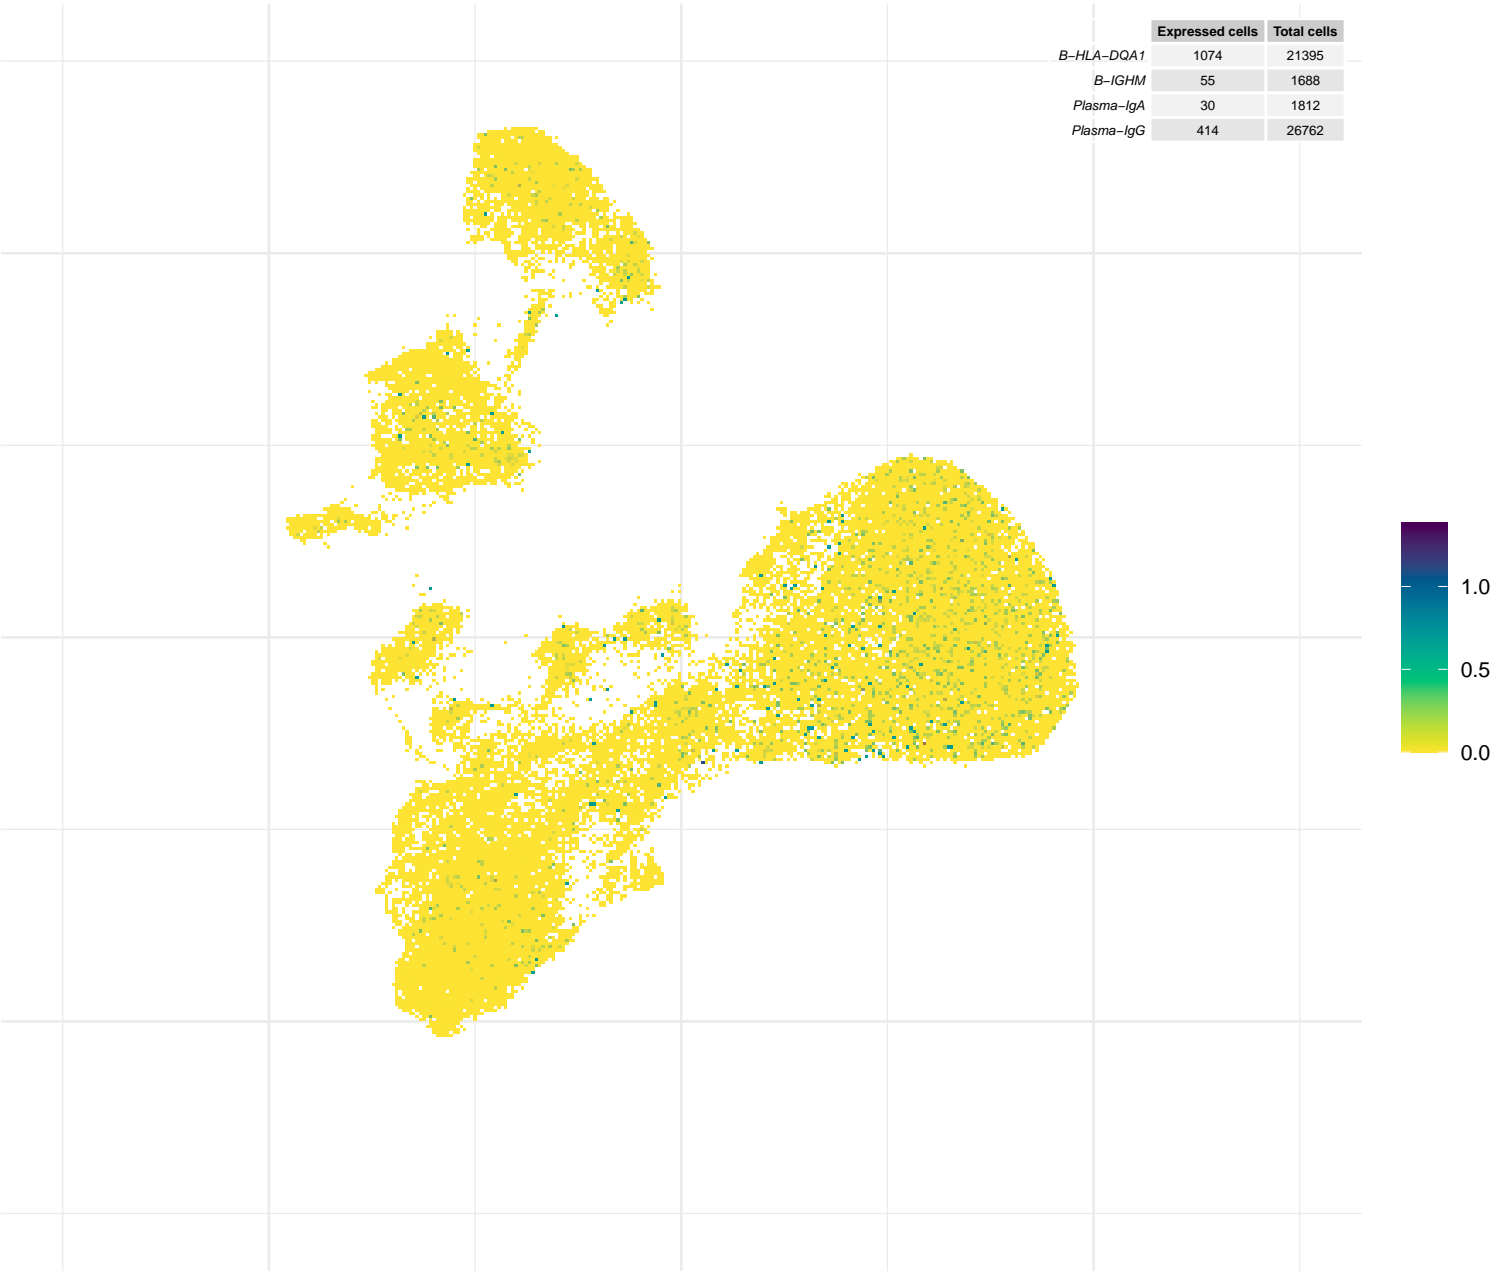 Expressed cells Total cells
B−HLA−DQA1 1074 21395
B−IGHM 55 1688
Plasma−IgA 30 1812
Plasma−IgG 414 26762
1.0
0.5
0.0